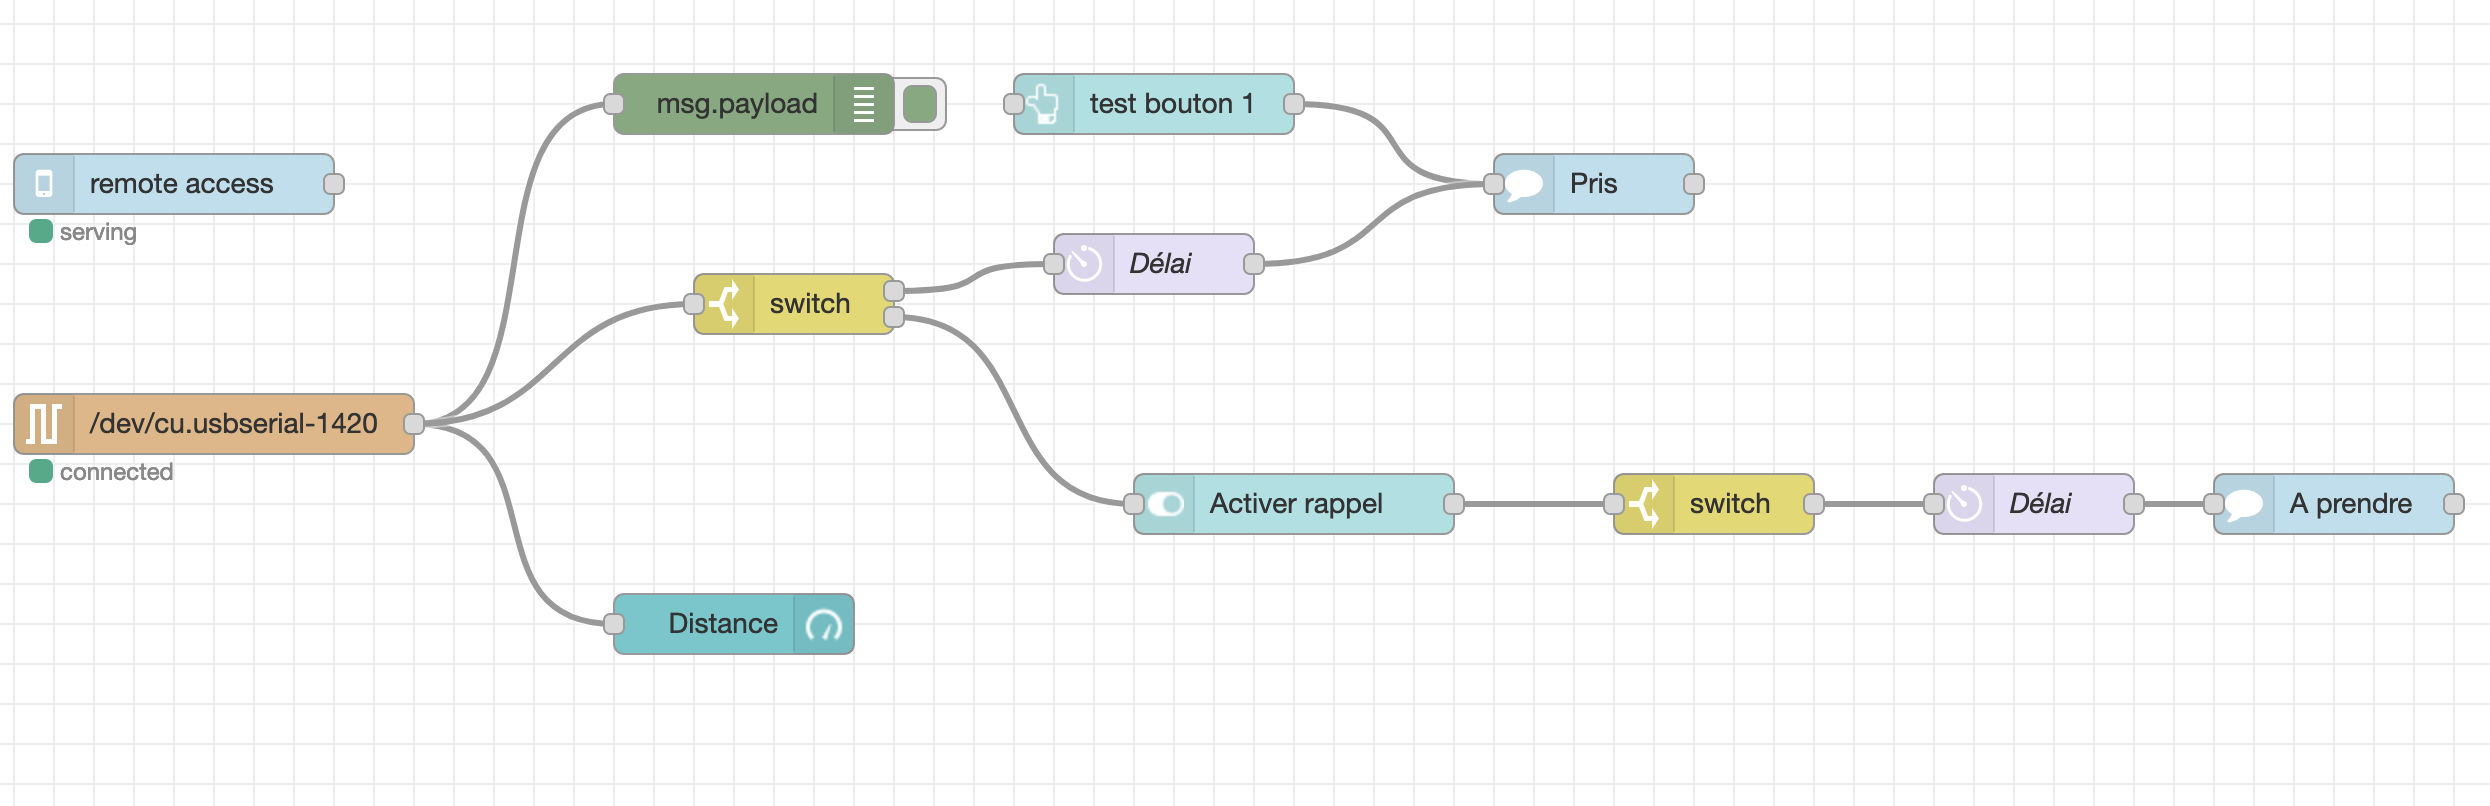 msg.payload
test bouton 1
remote access
Pris
serving
Délai
switch
/dev/cu.usbserial-1420
connected
Activer rappel
switch
Délai
A prendre
Distance